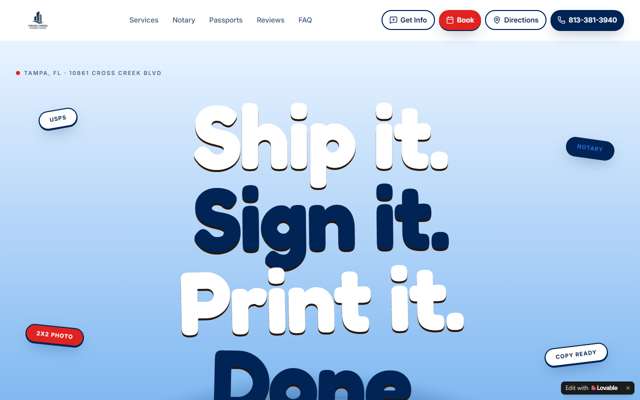 Services Notary Passports Reviews FAQ Get Info Book Directions 813-381-3940
TAMPA, FL · 10861 CROSS CREEK BLVD
USPS
Ship it.
NOTARY
Sign it.
Print it.
2X2 PHOTO
COPY READY
Done
Edit with Lovable ×